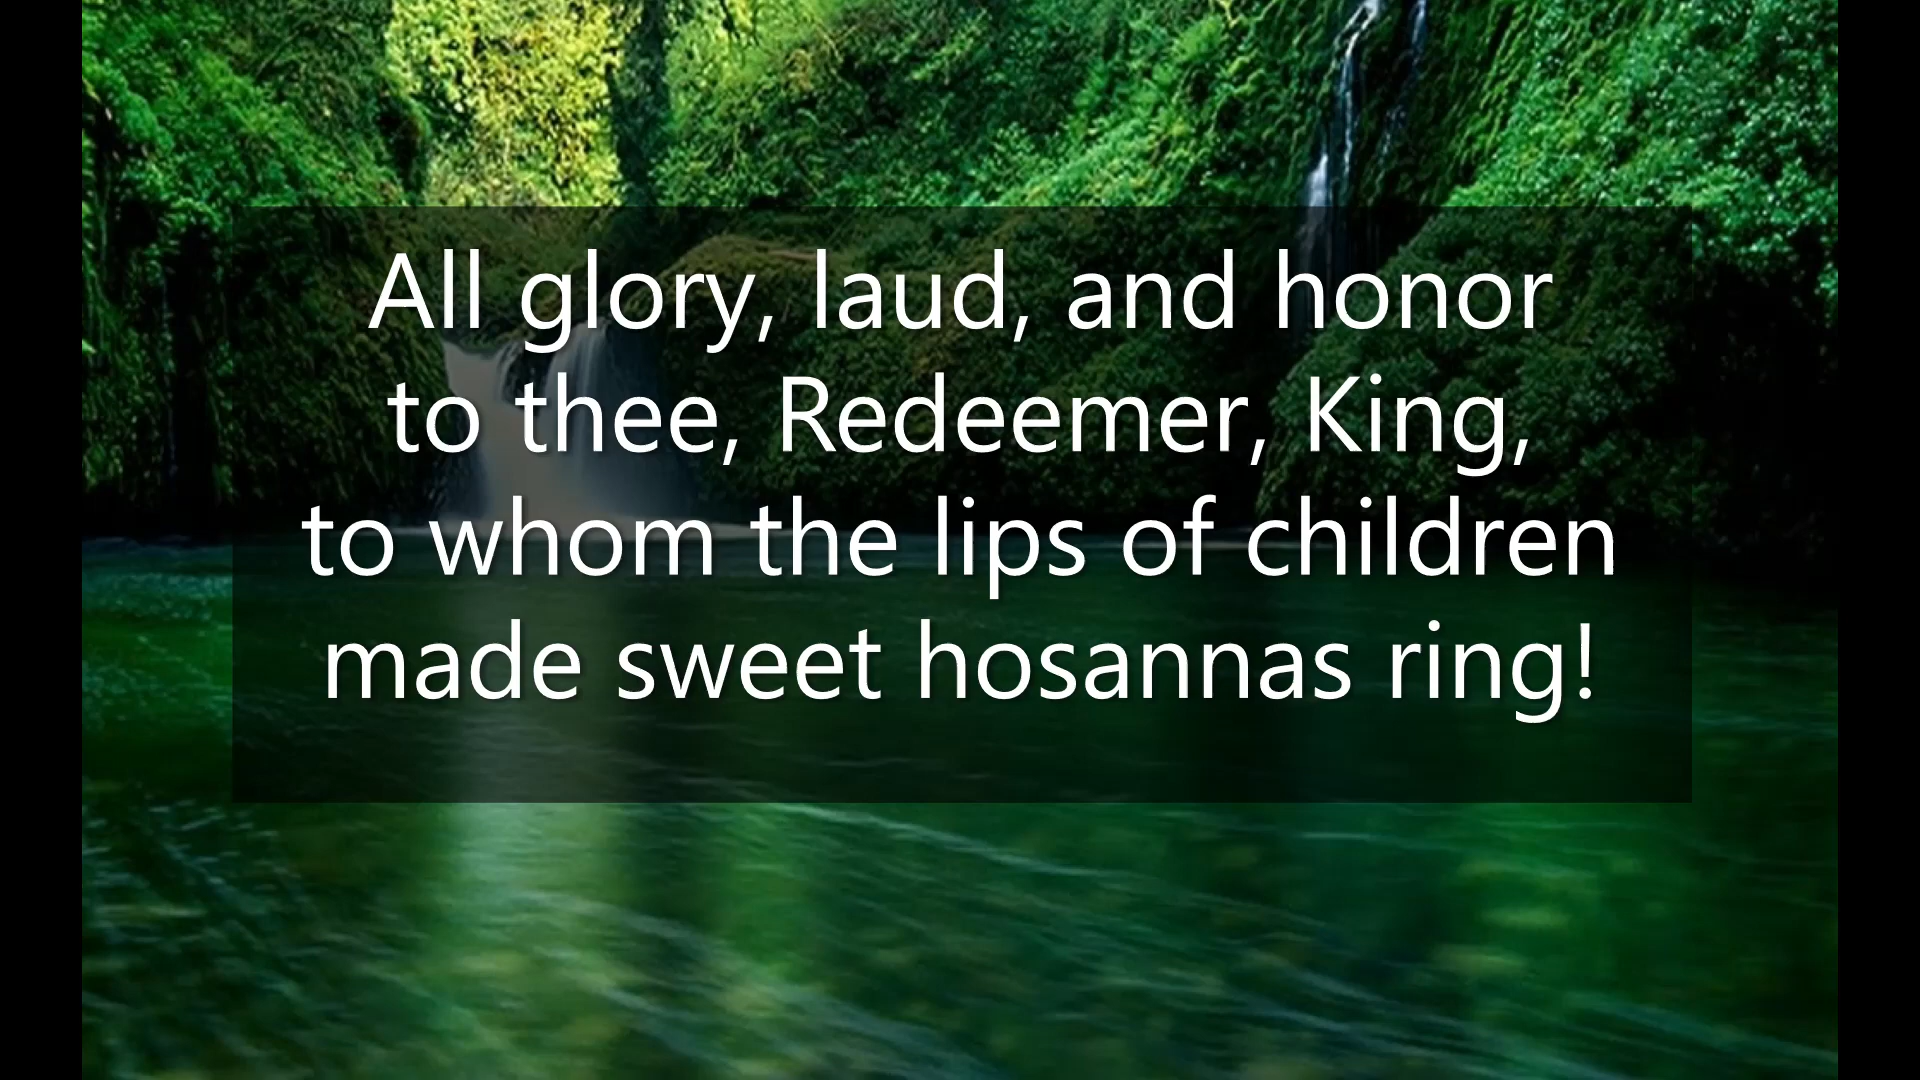 All glory, laud, and honor
to thee, Redeemer, King,
to whom the lips of children
made sweet hosannas ring!